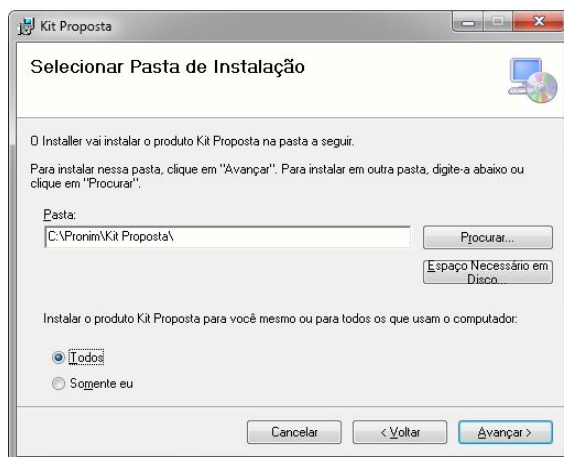 Kit Proposta
Selecionar Pasta de Instalação
O Installer vai instalar o produto Kit Proposta na pasta a seguir.
Para instalar nessa pasta, clique em "Avançar". Para instalar em outra pasta, digite-a abaixo ou
clique em "Procurar".
Pasta:
C:\Pronim\Kit Proposta\
Procurar...
Espaço Necessário em
Disco...
Instalar o produto Kit Proposta para você mesmo ou para todos os que usam o computador:
Todos
Somente eu
Cancelar
< Voltar
Avançar >